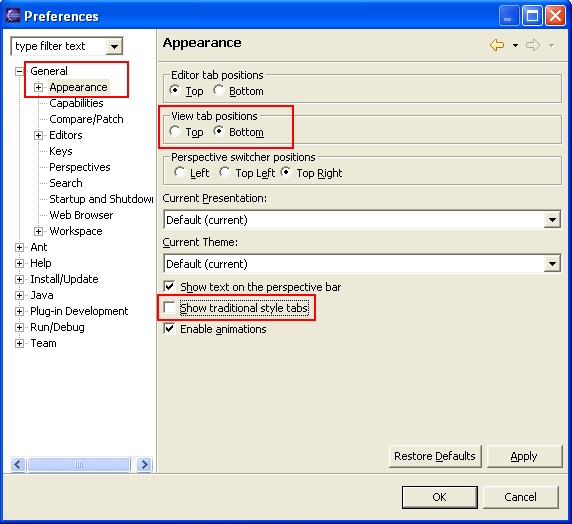 Preferences
type filter text
General
Appearance
Capabilities
Compare/Patch
Editors
Keys
Perspectives
Search
Startup and Shutdown
Web Browser
Workspace
Ant
Help
Install/Update
Java
Plug-in Development
Run/Debug
Team
Appearance
Editor tab positions
Top Bottom
View tab positions
Top Bottom
Perspective switcher positions
Left Top Left Top Right
Current Presentation:
Default (current)
Current Theme:
Default (current)
Show text on the perspective bar
Show traditional style tabs
Enable animations
Restore Defaults Apply
OK Cancel